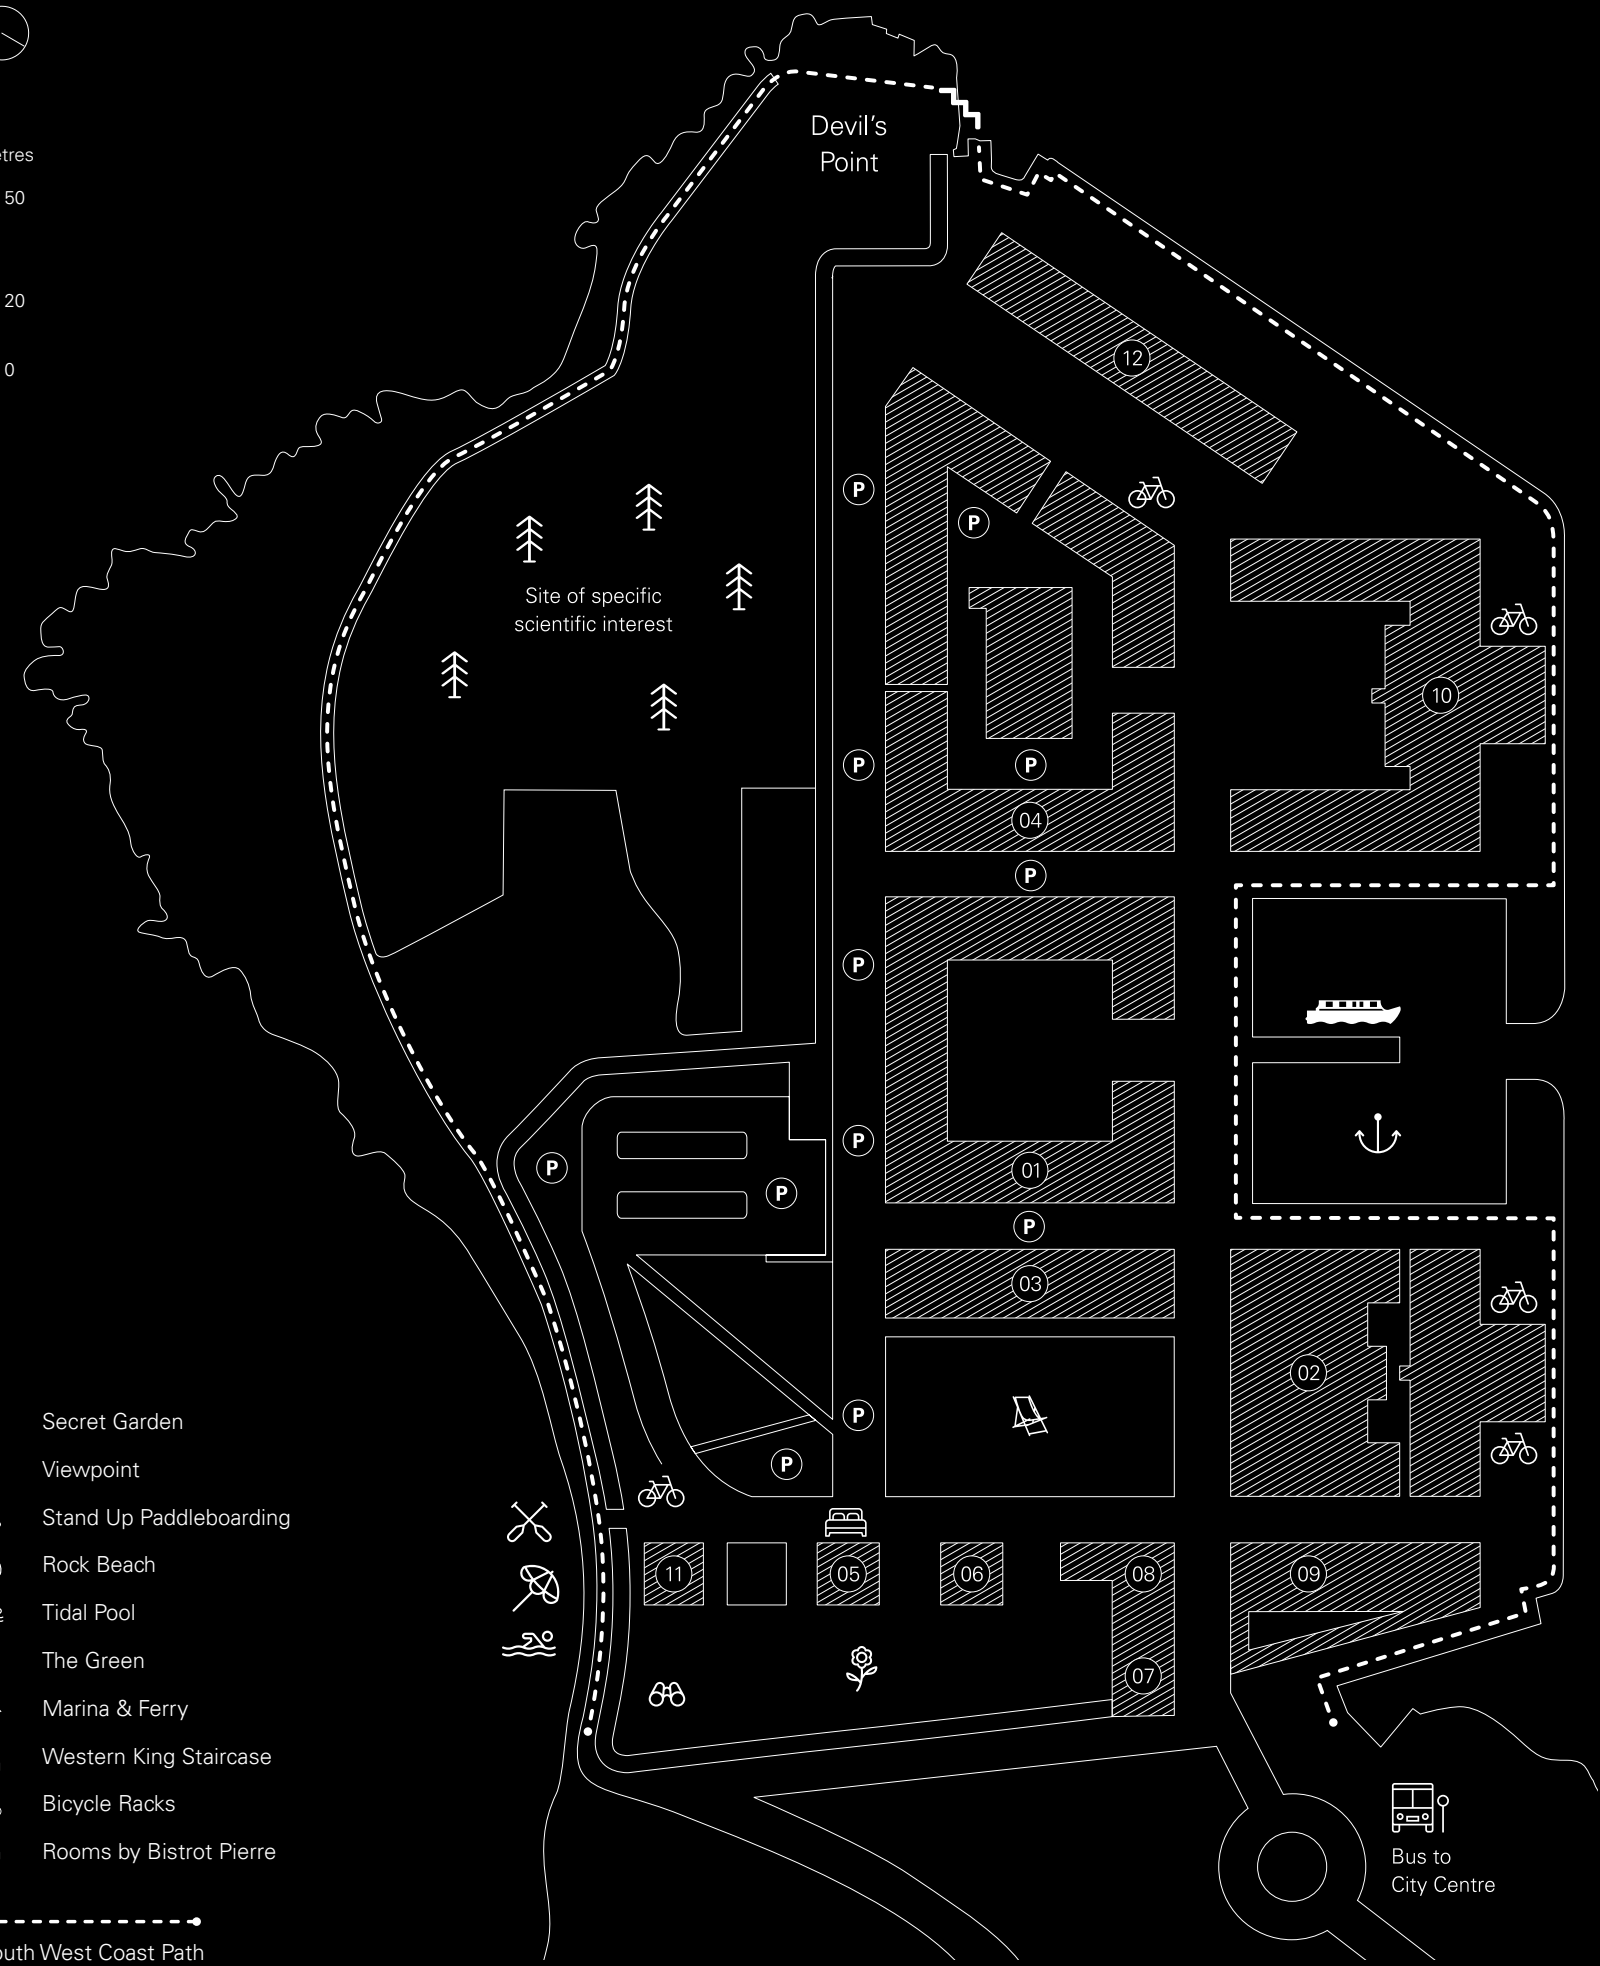 50
20
0
Devil's
Point
12
P
P
Site of specific
scientific interest
10
P
P
04
P
P
P
P
P
01
P
03
02
P
P
11
05
06
08
09
07
Secret Garden
Viewpoint
Stand Up Paddleboarding
Rock Beach
Tidal Pool
The Green
Marina & Ferry
Western King Staircase
Bicycle Racks
Rooms by Bistrot Pierre
West Coast Path
Bus to
City Centre